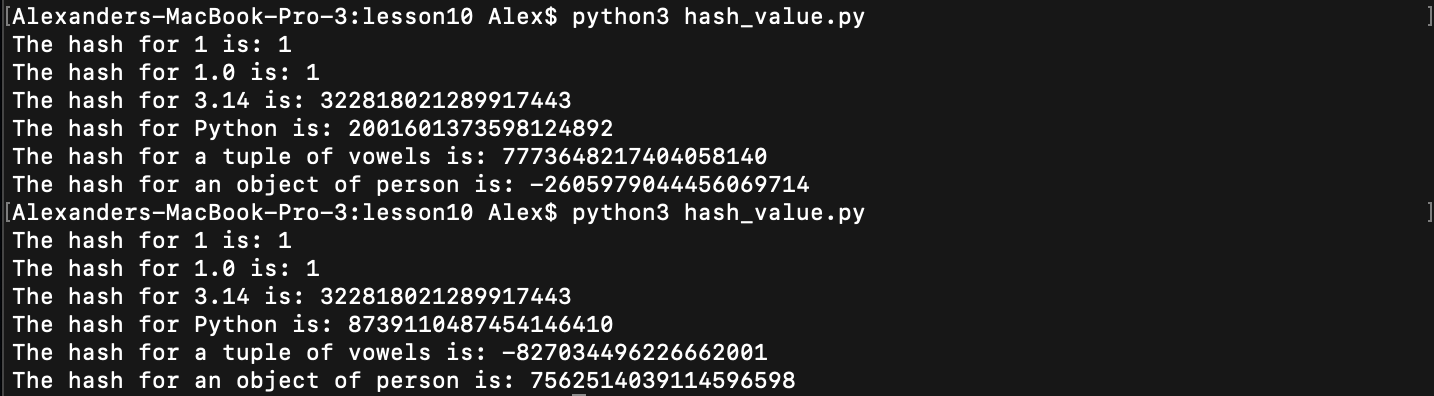 [Alexanders-MacBook-Pro-3:lesson10 Alex$ python3 hash_value.py ]
The hash for 1 is: 1
The hash for 1.0 is: 1
The hash for 3.14 is: 322818021289917443
The hash for Python is: 2001601373598124892
The hash for a tuple of vowels is: 7773648217404058140
The hash for an object of person is: -2605979044456069714
[Alexanders-MacBook-Pro-3:lesson10 Alex$ python3 hash_value.py ]
The hash for 1 is: 1
The hash for 1.0 is: 1
The hash for 3.14 is: 322818021289917443
The hash for Python is: 8739110487454146410
The hash for a tuple of vowels is: -827034496226662001
The hash for an object of person is: 7562514039114596598